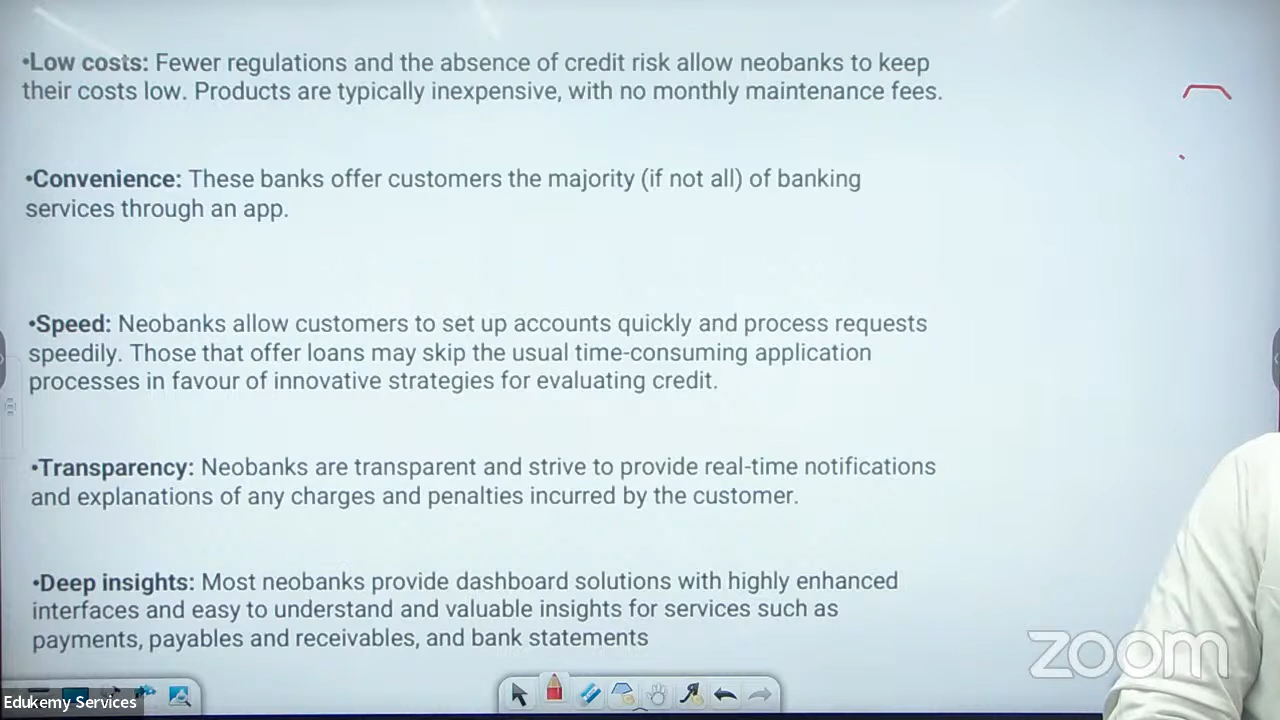 •Low costs: Fewer regulations and the absence of credit risk allow neobanks to keep
their costs low. Products are typically inexpensive, with no monthly maintenance fees.
•Convenience: These banks offer customers the majority (if not all) of banking
services through an app.
•Speed: Neobanks allow customers to set up accounts quickly and process requests
speedily. Those that offer loans may skip the usual time-consuming application
processes in favour of innovative strategies for evaluating credit.
•Transparency: Neobanks are transparent and strive to provide real-time notifications
and explanations of any charges and penalties incurred by the customer.
•Deep insights: Most neobanks provide dashboard solutions with highly enhanced
interfaces and easy to understand and valuable insights for services such as
payments, payables and receivables, and bank statements
zoom
Edukemy Services